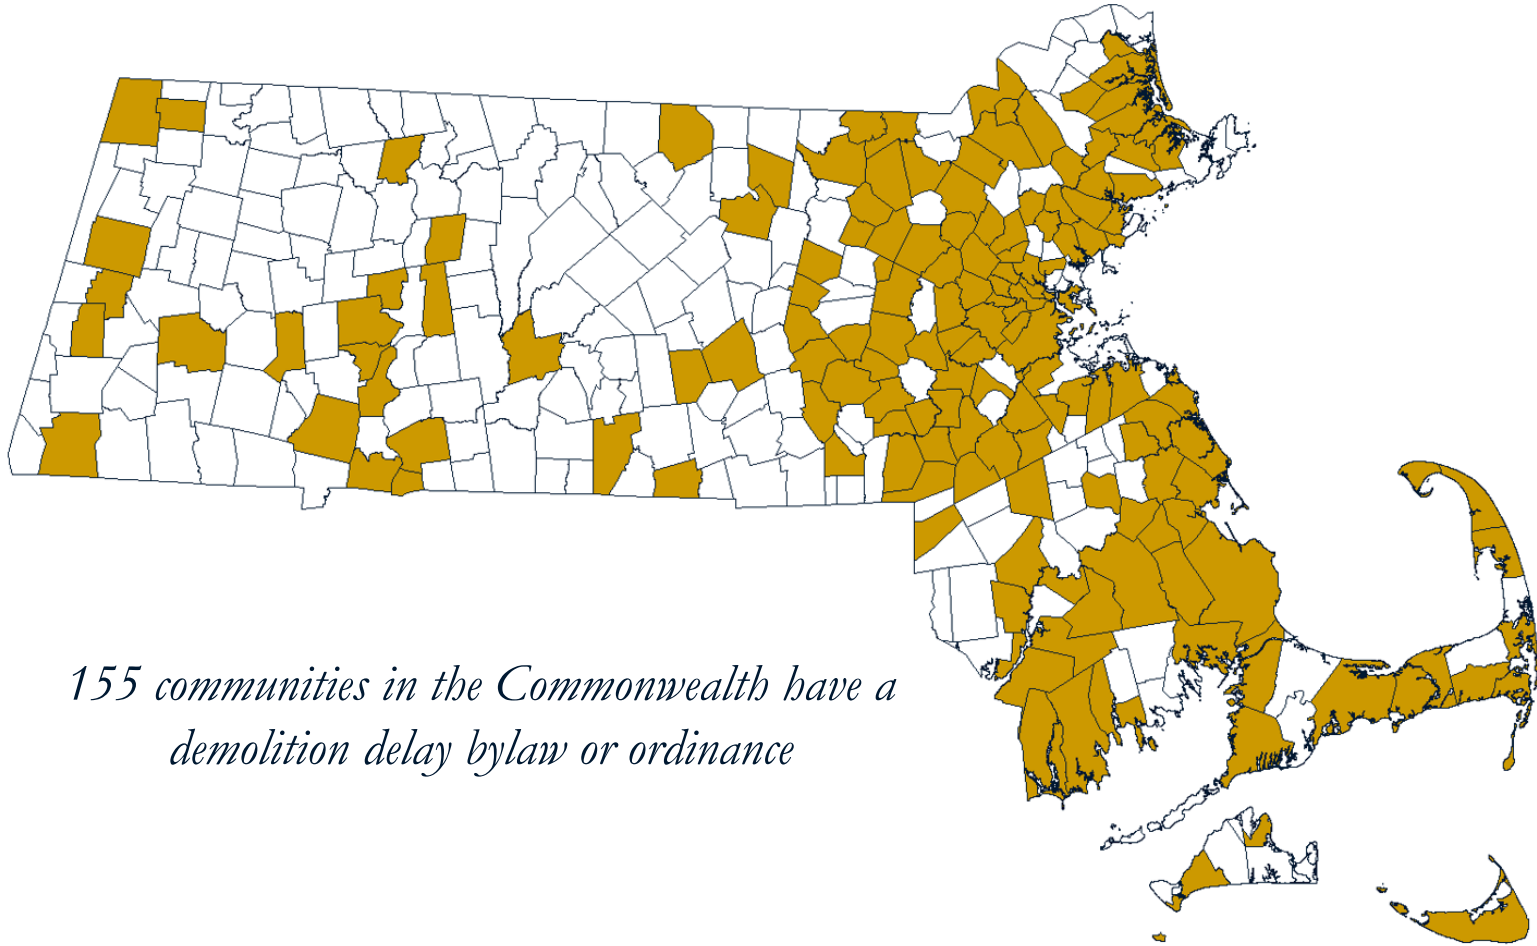 155 communities in the Commonwealth have a
demolition delay bylaw or ordinance